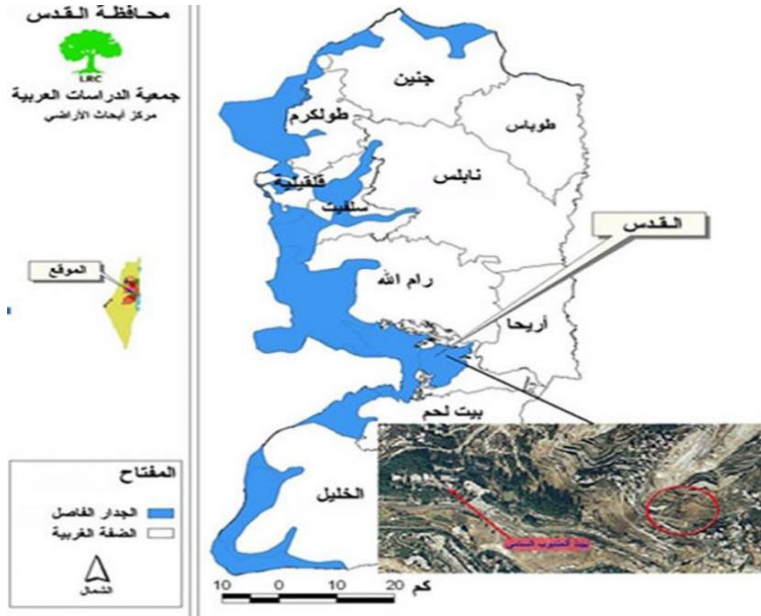 محافظة القدس
LRC
جمعية الدراسات العربية
مركز أبحاث الأراضي
الموقع
جنين
طولكرم
طوباس
قلقيلية
نابلس
سلفيت
القدس
رام الله
أريحا
بيت لحم
الخليل
المفتاح
الجدار الفاصل
الضفة الغربية
الشمال
10 0 10 20 كم